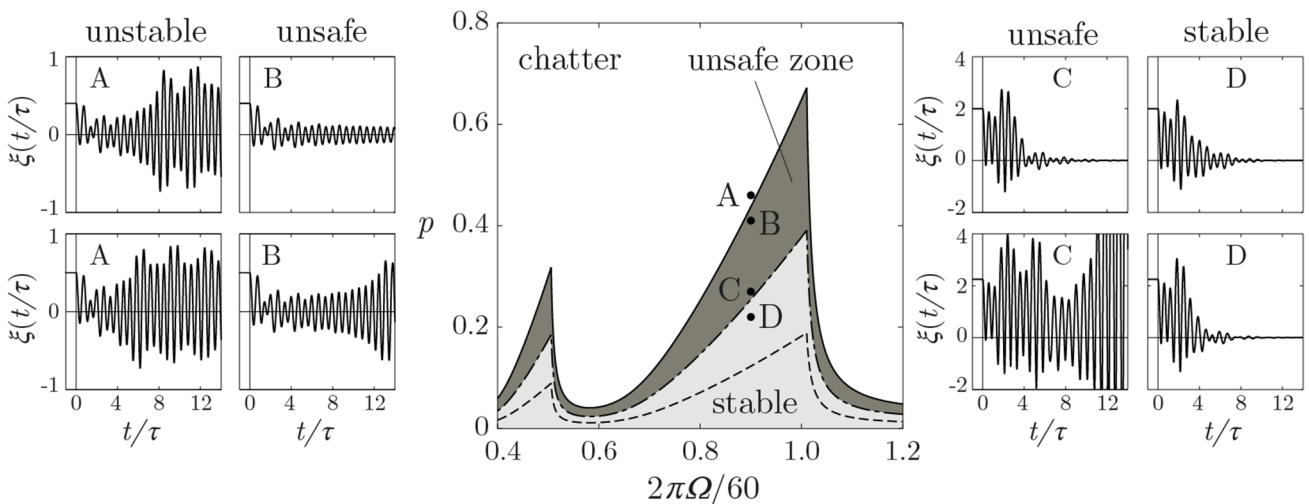 unstable
unsafe
A
B
ξ(t/τ)
1
0
-1
A
B
ξ(t/τ)
1
0
-1
0 4 8 12
0 4 8 12
t/τ
t/τ
0.8
0.6
p 0.4
0.2
0
chatter
unsafe zone
A
B
C
D
stable
0.4 0.6 0.8 1.0 1.2
2πΩ/60
unsafe
stable
C
D
ξ(t/τ)
4
2
0
-2
C
D
ξ(t/τ)
4
2
0
-2
0 4 8 12
0 4 8 12
t/τ
t/τ